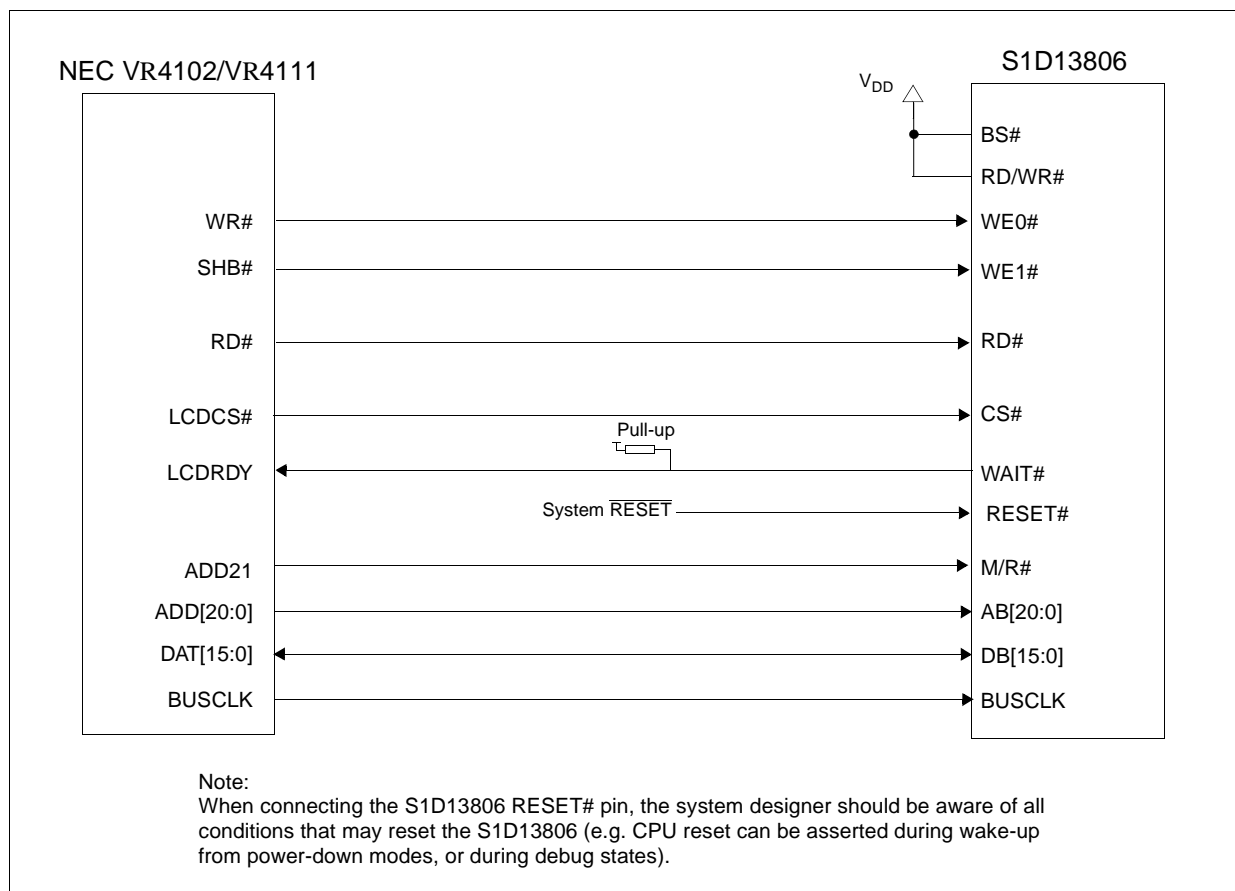 NEC VR4102/VR4111
S1D13806
VDD
BS#
RD/WR#
WR#
WE0#
SHB#
WE1#
RD#
RD#
LCDCS#
CS#
Pull-up
LCDRDY
WAIT#
System RESET
RESET#
ADD21
M/R#
ADD[20:0]
AB[20:0]
DAT[15:0]
DB[15:0]
BUSCLK
BUSCLK
Note:
When connecting the S1D13806 RESET# pin, the system designer should be aware of all
conditions that may reset the S1D13806 (e.g. CPU reset can be asserted during wake-up
from power-down modes, or during debug states).